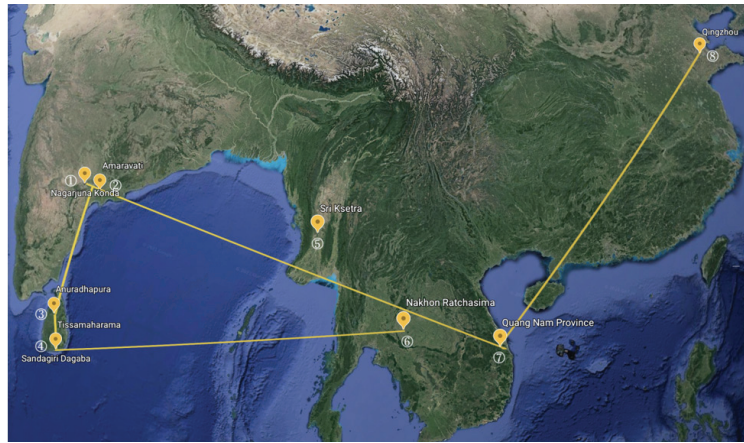 Qingzhou
⑧
Amaravati
①
②
Nagarjuna Konda
Sri Ksetra
⑤
Anuradhapura
③
Nakhon Ratchasima
⑥
Tissamaharama
④
Sandagiri Dagaba
Quang Nam Province
⑦